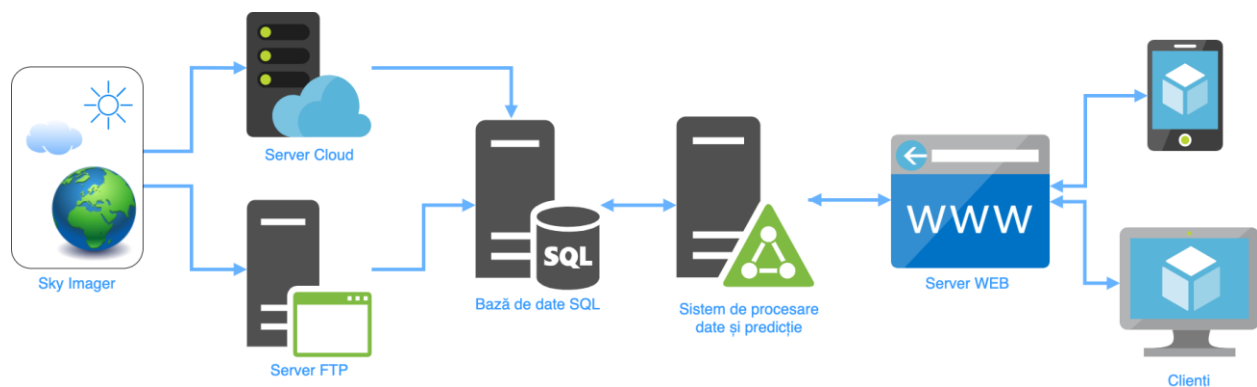 Sky Imager
Server Cloud
Server FTP
SQL
Bază de date SQL
Sistem de procesare
date și predicție
WWW
Server WEB
Clienti